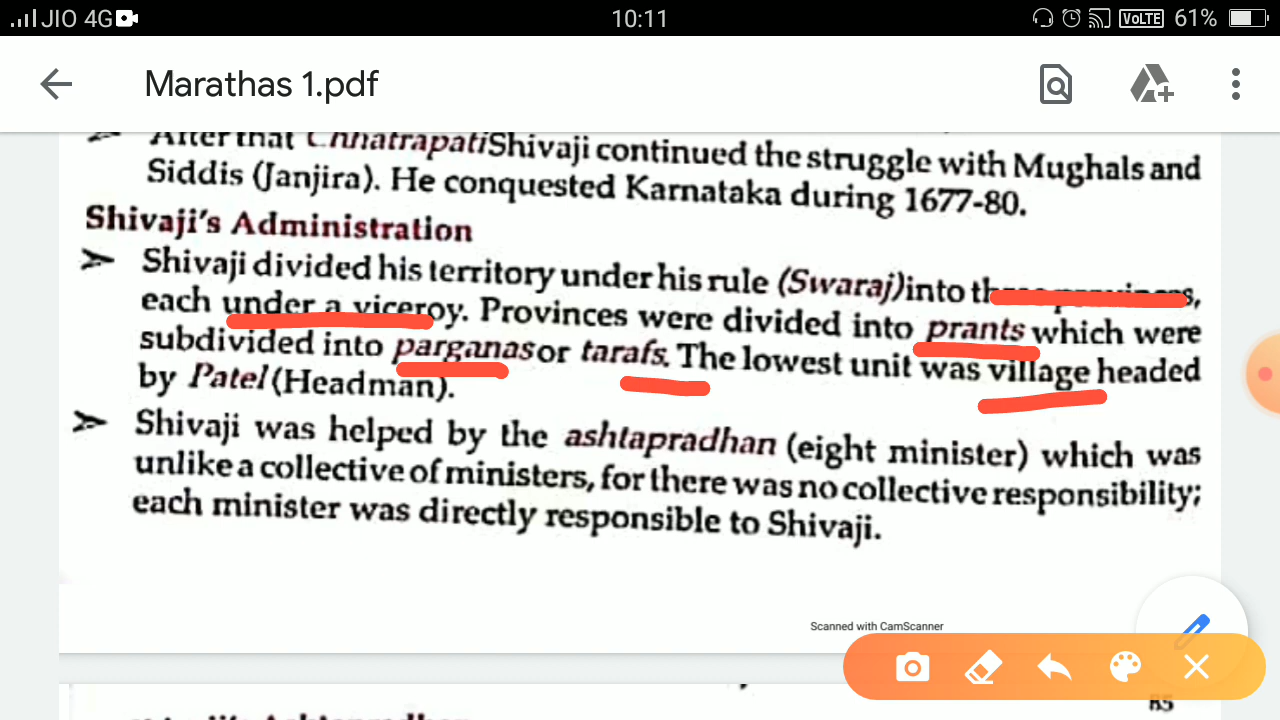 JIO 4G 10:11 VoLTE 61%
Marathas 1.pdf
After that Chhatrapati Shivaji continued the struggle with Mughals and
Siddis (Janjira). He conquested Karnataka during 1677-80.
Shivaji's Administration
➢ Shivaji divided his territory under his rule (Swaraj) into three provinces,
each under a viceroy. Provinces were divided into prants which were
subdivided into parganas or tarafs. The lowest unit was village headed
by Patel (Headman).
➢ Shivaji was helped by the ashtapradhan (eight minister) which was
unlike a collective of ministers, for there was no collective responsibility;
each minister was directly responsible to Shivaji.
Scanned with CamScanner
85